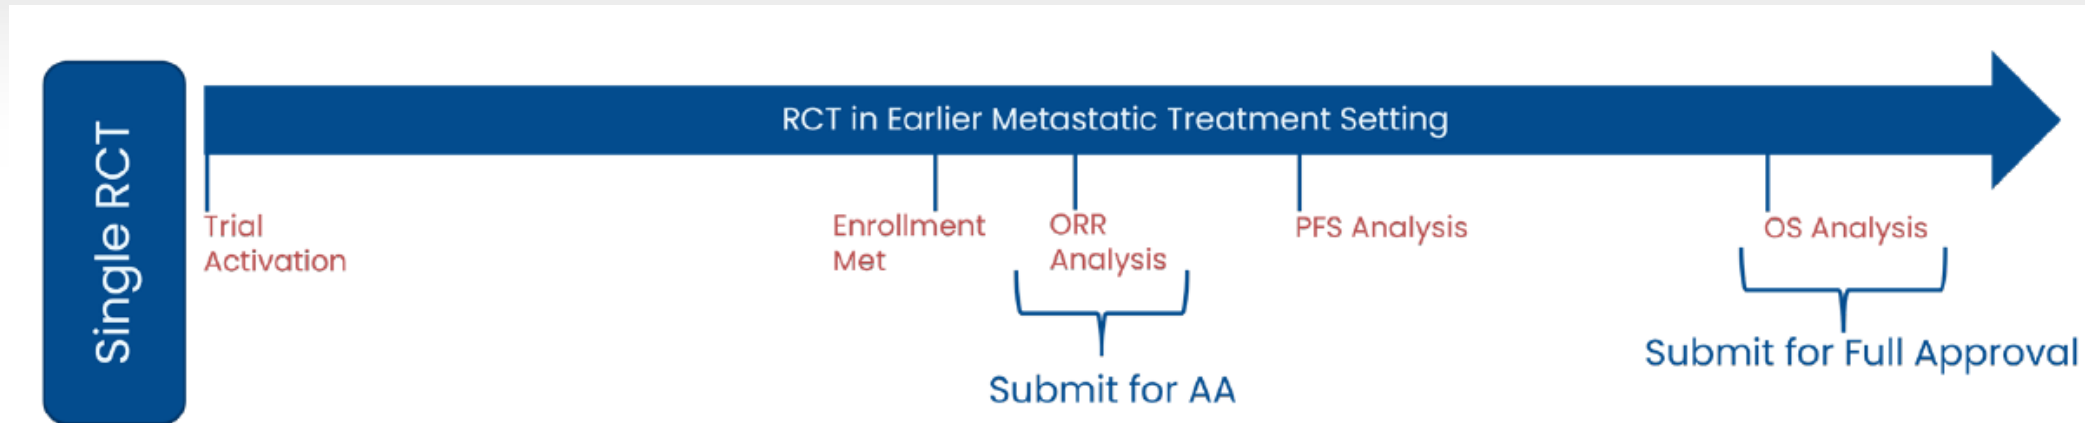 Single RCT
RCT in Earlier Metastatic Treatment Setting
Trial
Activation
Enrollment
Met
ORR
Analysis
PFS Analysis
OS Analysis
Submit for AA
Submit for Full Approval